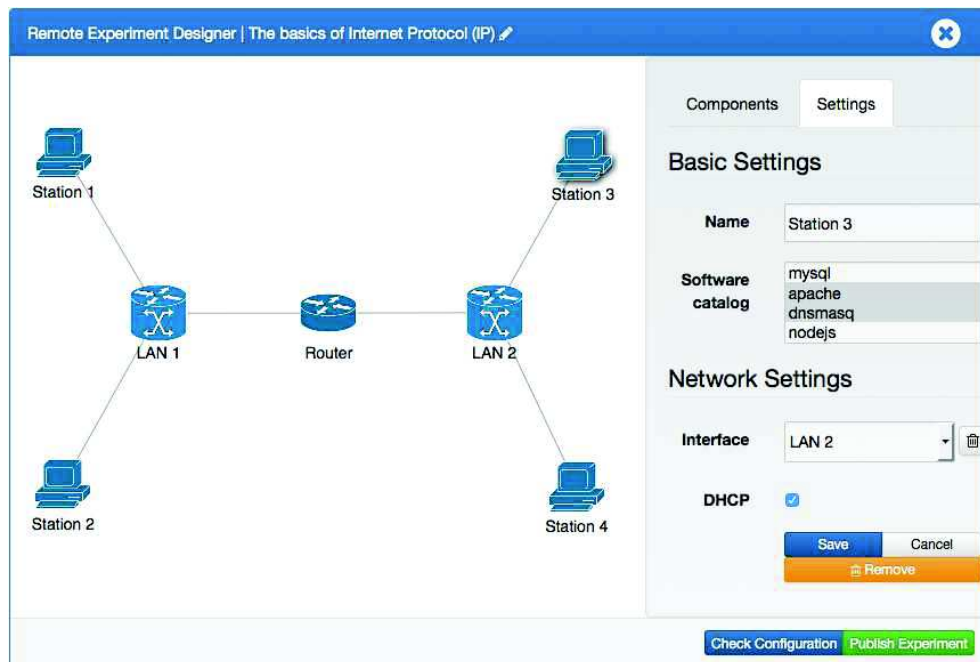 Remote Experiment Designer | The basics of Internet Protocol (IP)
Components
Settings
Station 1
Station 3
Basic Settings
Name
Station 3
Software catalog
mysql
apache
dnsmasq
nodejs
LAN 1
Router
LAN 2
Network Settings
Interface
LAN 2
DHCP
Station 2
Station 4
Save
Cancel
Remove
Check Configuration
Publish Experiment